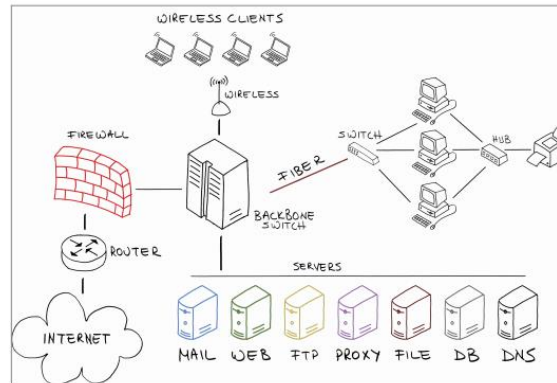 WIRELESS CLIENTS
WIRELESS
FIREWALL
SWITCH
HUB
FIBER
BACKBONE
SWITCH
ROUTER
SERVERS
INTERNET
MAIL WEB FTP PROXY FILE DB DNS